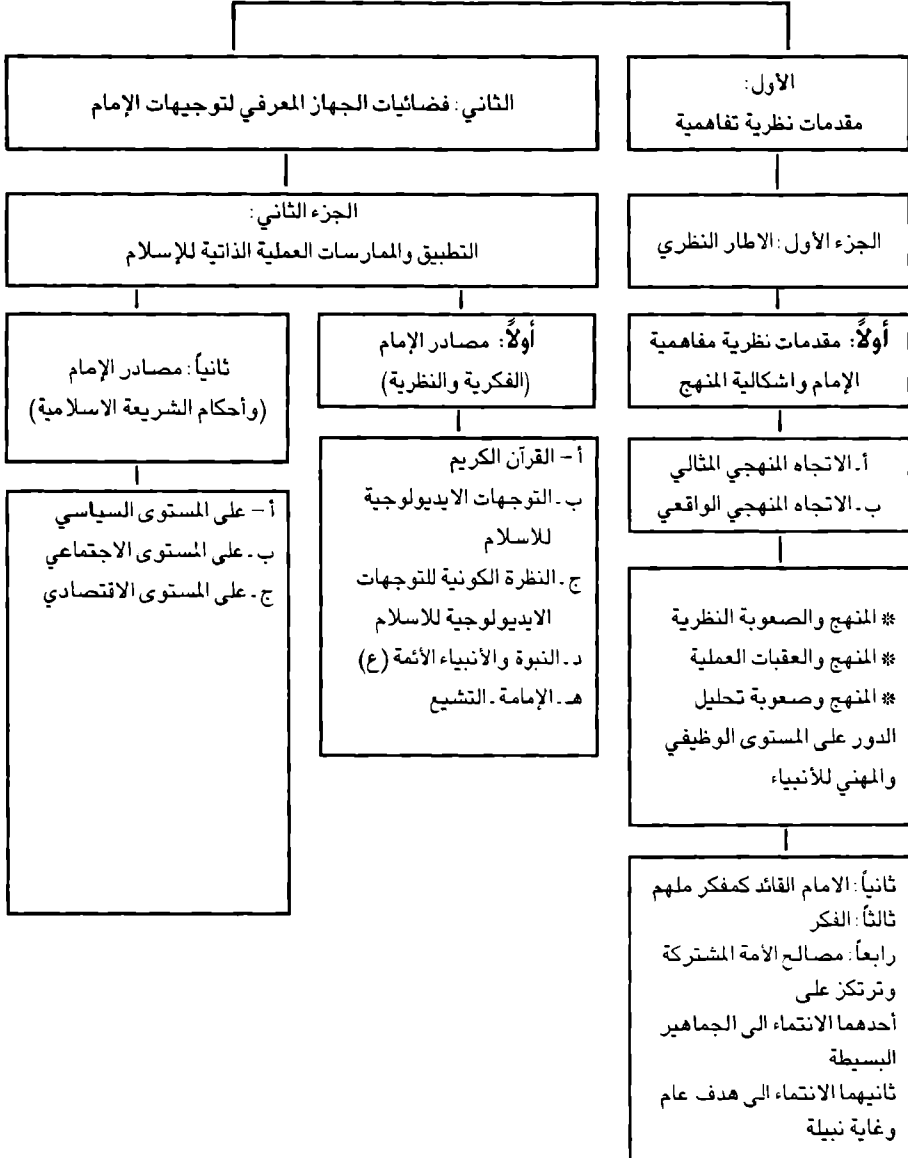 الأول:
مقدمات نظرية تفاهمية
الجزء الأول: الاطار النظري
أولاً: مقدمات نظرية مفاهمية
الإمام واشكالية المنهج
أ. الاتجاه المنهجي المثالي
ب. الاتجاه المنهجي الواقعي
* المنهج والصعوبة النظرية
* المنهج والعقبات العملية
* المنهج وصعوبة تحليل
الدور على المستوى الوظيفي
والمهني للأنبياء
ثانياً: الامام القائد كمفكر ملهم
ثالثاً: الفكر
رابعاً: مصالح الأمة المشتركة
وترتكز على
أحدهما الانتماء الى الجماهير
البسيطة
ثانيهما الانتماء الى هدف عام
وغاية نبيلة
الثاني: فضائيات الجهاز المعرفي لتوجيهات الإمام
الجزء الثاني:
التطبيق والممارسات العملية الذاتية للإسلام
أولاً: مصادر الإمام
(الفكرية والنظرية)
أ - القرآن الكريم
ب. التوجهات الايديولوجية
للاسلام
ج. النظرة الكونية للتوجهات
الايديولوجية للاسلام
د. النبوة والأنبياء الأئمة (ع)
هـ. الإمامة. التشيع
ثانياً: مصادر الإمام
(وأحكام الشريعة الاسلامية)
أ - على المستوى السياسي
ب. على المستوى الاجتماعي
ج. على المستوى الاقتصادي